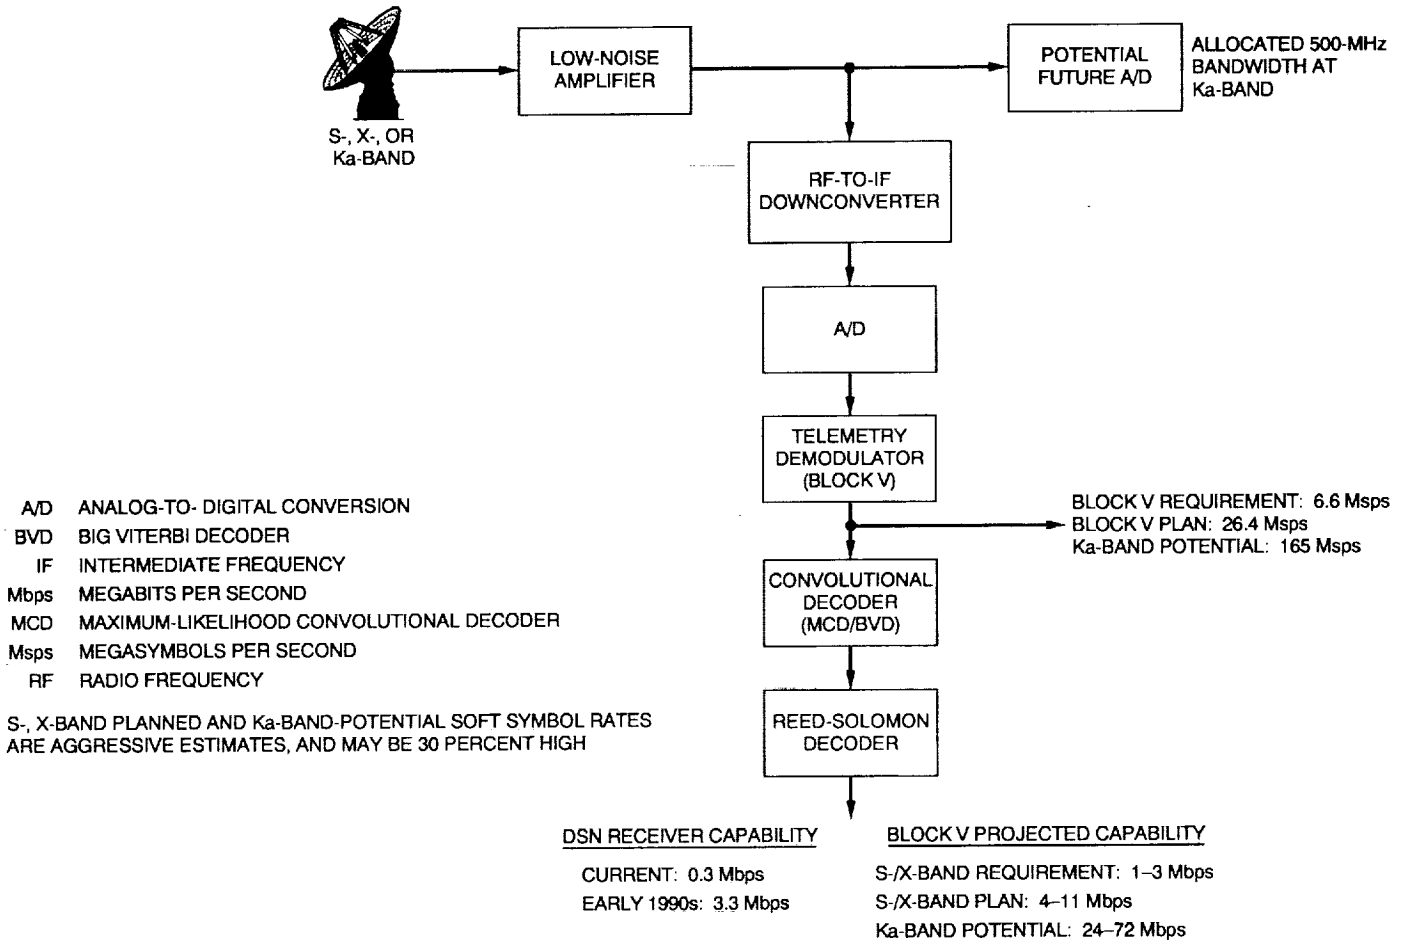 LOW-NOISE
AMPLIFIER
POTENTIAL
FUTURE A/D
ALLOCATED 500-MHz
BANDWIDTH AT
Ka-BAND
S-, X-, OR
Ka-BAND
RF-TO-IF
DOWNCONVERTER
A/D
TELEMETRY
DEMODULATOR
(BLOCK V)
BLOCK V REQUIREMENT: 6.6 Msps
BLOCK V PLAN: 26.4 Msps
Ka-BAND POTENTIAL: 165 Msps
A/D ANALOG-TO- DIGITAL CONVERSION
BVD BIG VITERBI DECODER
IF INTERMEDIATE FREQUENCY
Mbps MEGABITS PER SECOND
MCD MAXIMUM-LIKELIHOOD CONVOLUTIONAL DECODER
Msps MEGASYMBOLS PER SECOND
RF RADIO FREQUENCY
S-, X-BAND PLANNED AND Ka-BAND-POTENTIAL SOFT SYMBOL RATES
ARE AGGRESSIVE ESTIMATES, AND MAY BE 30 PERCENT HIGH
CONVOLUTIONAL
DECODER
(MCD/BVD)
REED-SOLOMON
DECODER
DSN RECEIVER CAPABILITY
CURRENT: 0.3 Mbps
EARLY 1990s: 3.3 Mbps
BLOCK V PROJECTED CAPABILITY
S-/X-BAND REQUIREMENT: 1–3 Mbps
S-/X-BAND PLAN: 4–11 Mbps
Ka-BAND POTENTIAL: 24–72 Mbps